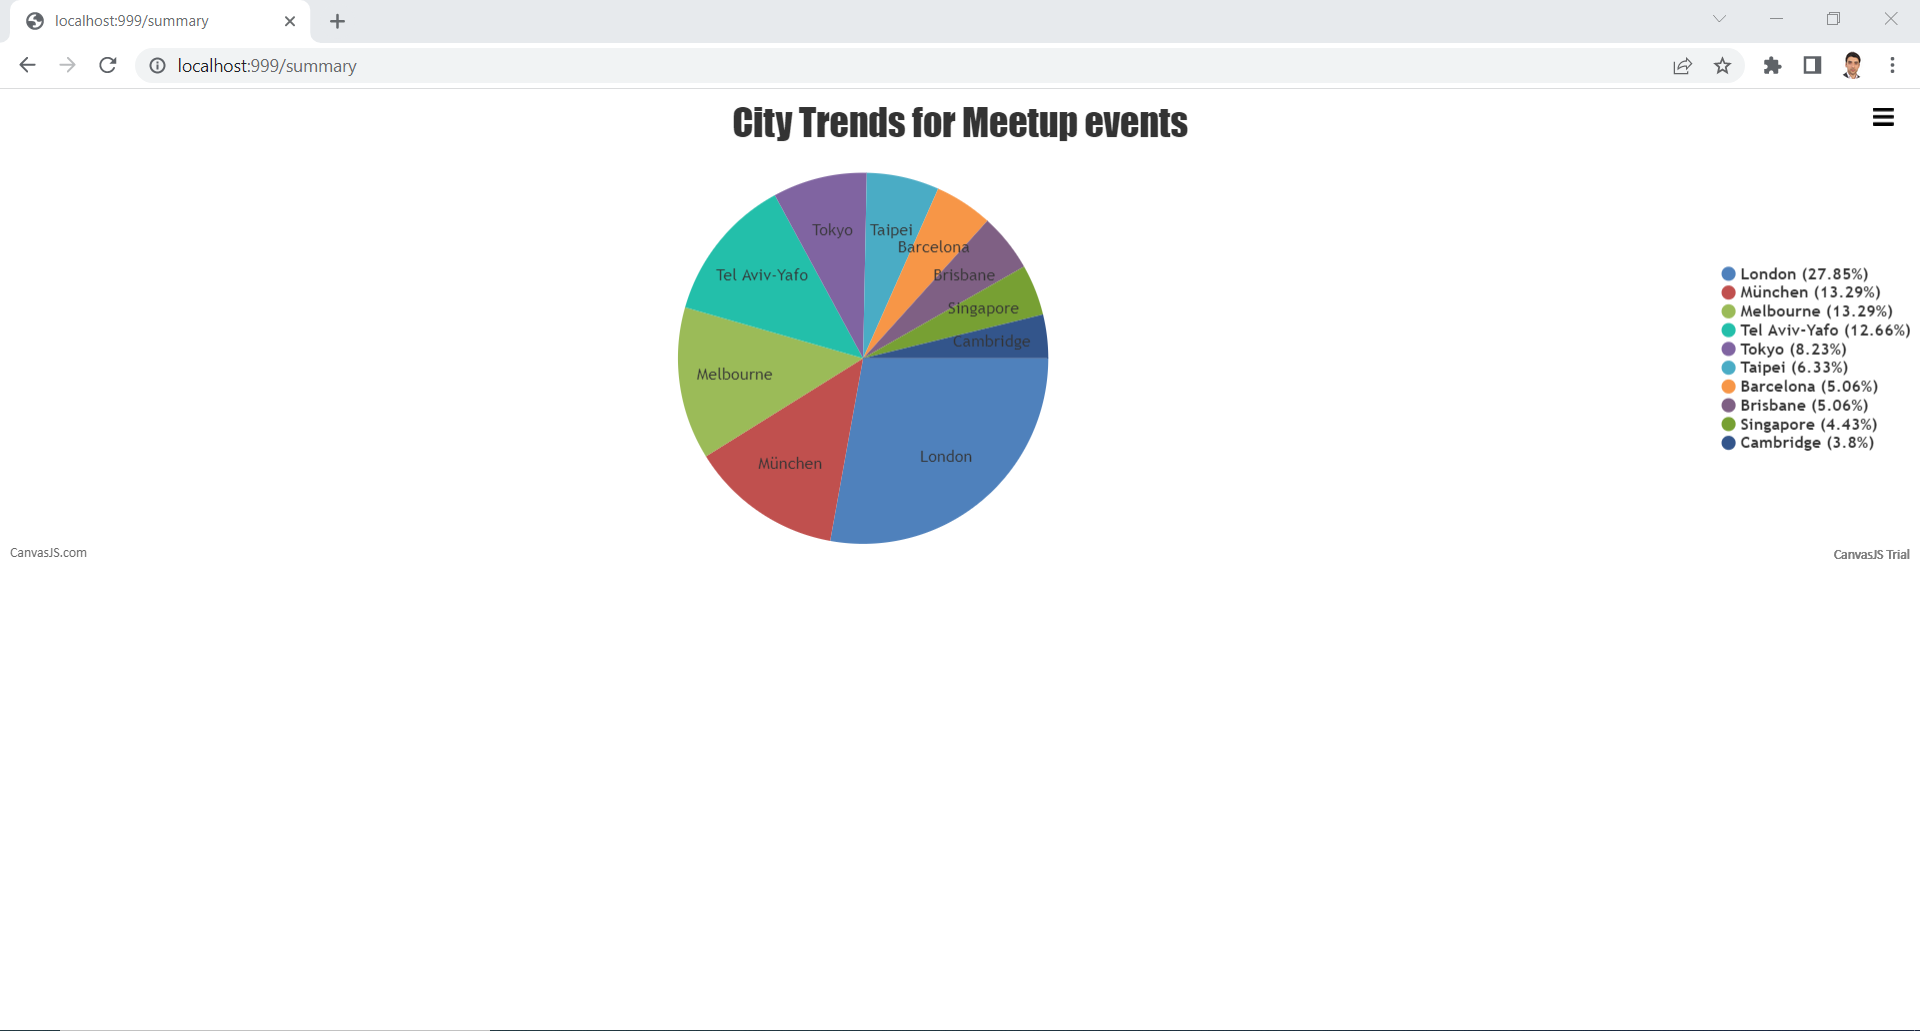 localhost:999/summary
localhost:999/summary
City Trends for Meetup events
Tokyo
Taipei
Barcelona
Tel Aviv-Yafo
Brisbane
Singapore
Cambridge
Melbourne
London
München
London (27.85%)
München (13.29%)
Melbourne (13.29%)
Tel Aviv-Yafo (12.66%)
Tokyo (8.23%)
Taipei (6.33%)
Barcelona (5.06%)
Brisbane (5.06%)
Singapore (4.43%)
Cambridge (3.8%)
CanvasJS.com
CanvasJS Trial